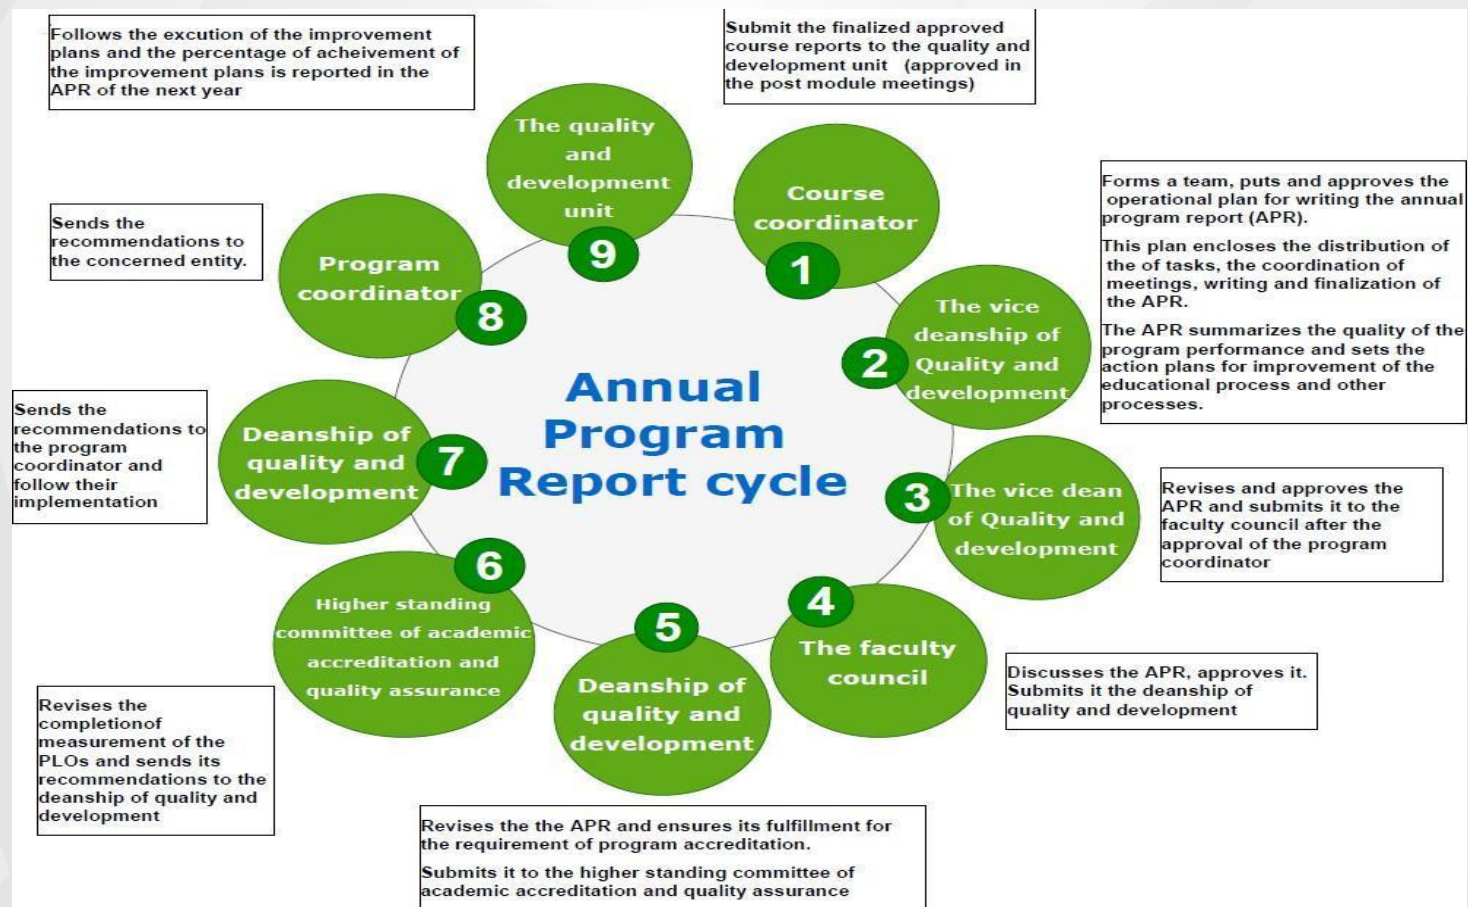 Annual
Program
Report cycle
Submit the finalized approved
course reports to the quality and
development unit (approved in
the post module meetings)
Course
coordinator
1
Forms a team, puts and approves the
operational plan for writing the annual
program report (APR).
This plan encloses the distribution of
the of tasks, the coordination of
meetings, writing and finalization of
the APR.
The APR summarizes the quality of the
program performance and sets the
action plans for improvement of the
educational process and other
processes.
The vice
deanship of
Quality and
development
2
Revises and approves the
APR and submits it to the
faculty council after the
approval of the program
coordinator
The vice dean
of Quality and
development
3
Discusses the APR, approves it.
Submits it the deanship of
quality and development
The faculty
council
4
Revises the the APR and ensures its fulfillment for
the requirement of program accreditation.
Submits it to the higher standing committee of
academic accreditation and quality assurance
Deanship of
quality and
development
5
Revises the
completionof
measurement of the
PLOs and sends its
recommendations to the
deanship of quality and
development
Higher standing
committee of academic
accreditation and
quality assurance
6
Sends the
recommendations to
the program
coordinator and
follow their
implementation
Deanship of
quality and
development
7
Sends the
recommendations to
the concerned entity.
Program
coordinator
8
Follows the excution of the improvement
plans and the percentage of acheivement of
the improvement plans is reported in the
APR of the next year
The quality
and
development
unit
9